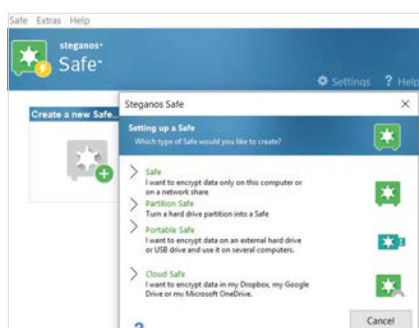 Safe Extras Help
steganos
Safe
Settings ? Help
Create a new Safe...
Steganos Safe
Setting up a Safe
Which type of Safe would you like to create?
Safe
I want to encrypt data only on this computer or
on a network share
Partition Safe
Turn a hard drive partition into a Safe
Portable Safe
I want to encrypt data on an external hard drive
or USB drive and use it on several computers.
Cloud Safe
I want to encrypt data in my Dropbox, my Google
Drive or my Microsoft OneDrive.
?
Cancel